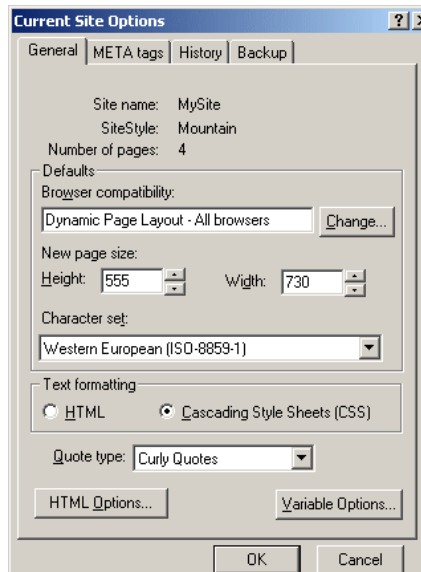 Current Site Options
General META tags History Backup
Site name: MySite
SiteStyle: Mountain
Number of pages: 4
Defaults
Browser compatibility:
Dynamic Page Layout - All browsers Change...
New page size:
Height: 555 Width: 730
Character set:
Western European (ISO-8859-1)
Text formatting
HTML Cascading Style Sheets (CSS)
Quote type: Curly Quotes
HTML Options... Variable Options...
OK Cancel